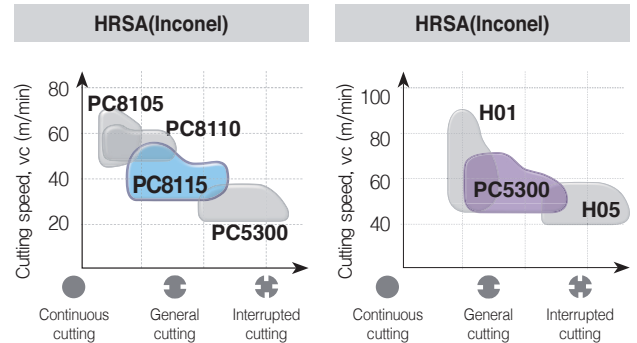 HRSA(Inconel)
Cutting speed, vc (m/min)
80
60
40
20
PC8105
PC8110
PC8115
PC5300
Continuous
cutting
General
cutting
Interrupted
cutting
HRSA(Inconel)
Cutting speed, vc (m/min)
100
80
60
40
H01
PC5300
H05
Continuous
cutting
General
cutting
Interrupted
cutting